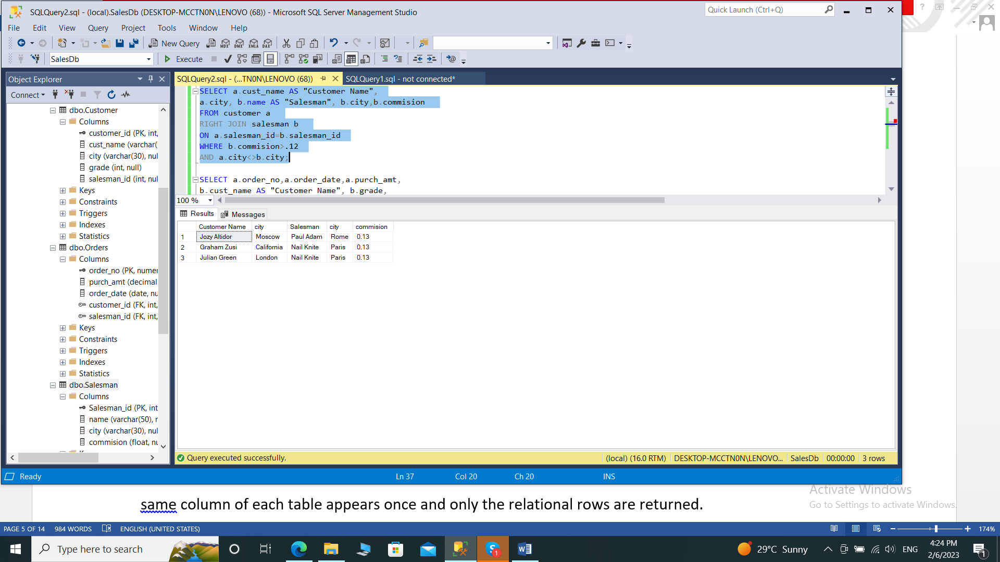 SQLQuery2.sql - (local).SalesDb (DESKTOP-MCCTN0N\LENOVO (68)) - Microsoft SQL Server Management Studio
Quick Launch (Ctrl+Q)
File Edit View Query Project Tools Window Help
New Query
MDX DMX XMLA DAX
SalesDb
Execute
Object Explorer
Connect
dbo.Customer
Columns
customer_id (PK, int,
cust_name (varchar(
city (varchar(30), nul
grade (int, null)
salesman_id (int, nul
Keys
Constraints
Triggers
Indexes
Statistics
dbo.Orders
Columns
order_no (PK, numer
purch_amt (decimal
order_date (date, nu
customer_id (FK, int,
salesman_id (FK, int,
Keys
Constraints
Triggers
Indexes
Statistics
dbo.Salesman
Columns
Salesman_id (PK, int
name (varchar(50), r
city (varchar(30), nul
commision (float, nu
SQLQuery2.sql - (...TN0N\LENOVO (68))
SQLQuery1.sql - not connected*
SELECT a.cust_name AS "Customer Name",
a.city, b.name AS "Salesman", b.city,b.commision
FROM customer a
RIGHT JOIN salesman b
ON a.salesman_id=b.salesman_id
WHERE b.commision>.12
AND a.city<>b.city;
SELECT a.order_no,a.order_date,a.purch_amt,
b.cust_name AS "Customer Name", b.grade,
100 %
Results Messages
Customer Name city Salesman city commision
1 Jozy Altidor Moscow Paul Adam Rome 0.13
2 Graham Zusi California Nail Knite Paris 0.13
3 Julian Green London Nail Knite Paris 0.13
Query executed successfully.
(local) (16.0 RTM) DESKTOP-MCCTN0N\LENOVO... SalesDb 00:00:00 3 rows
Ready
Ln 37 Col 20 Ch 20 INS
Activate Windows
Go to Settings to activate Windows.
same column of each table appears once and only the relational rows are returned.
PAGE 5 OF 14 984 WORDS ENGLISH (UNITED STATES)
174%
Type here to search
1
29°C Sunny
ENG
4:24 PM
2/6/2023
1